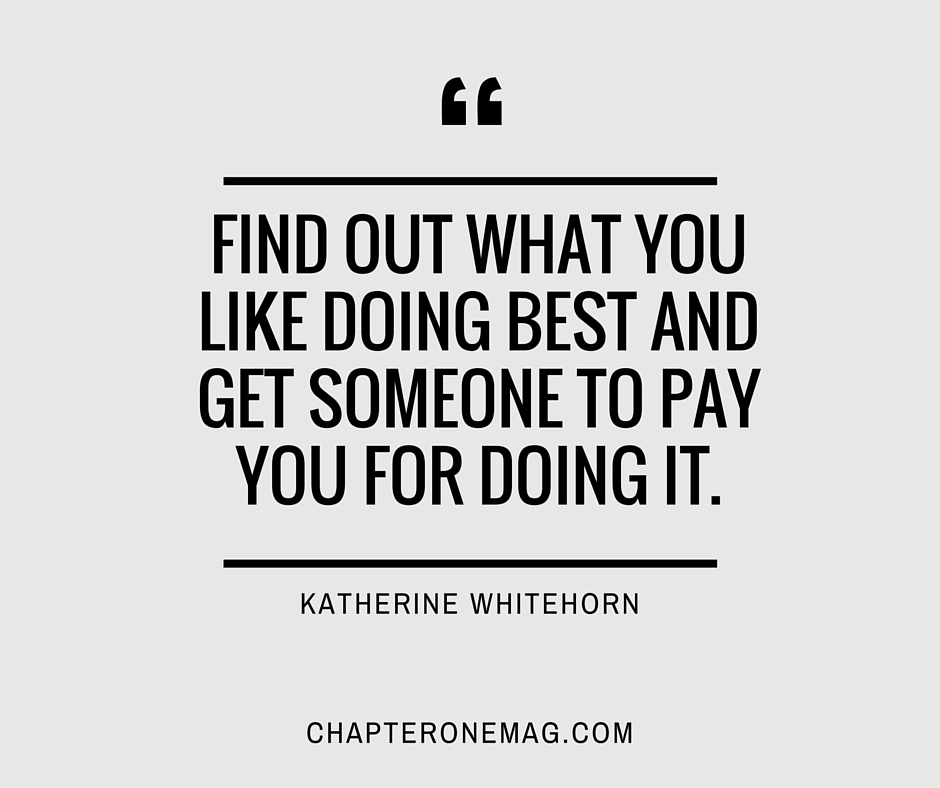 “
FIND OUT WHAT YOU
LIKE DOING BEST AND
GET SOMEONE TO PAY
YOU FOR DOING IT.
KATHERINE WHITEHORN
CHAPTERONEMAG.COM